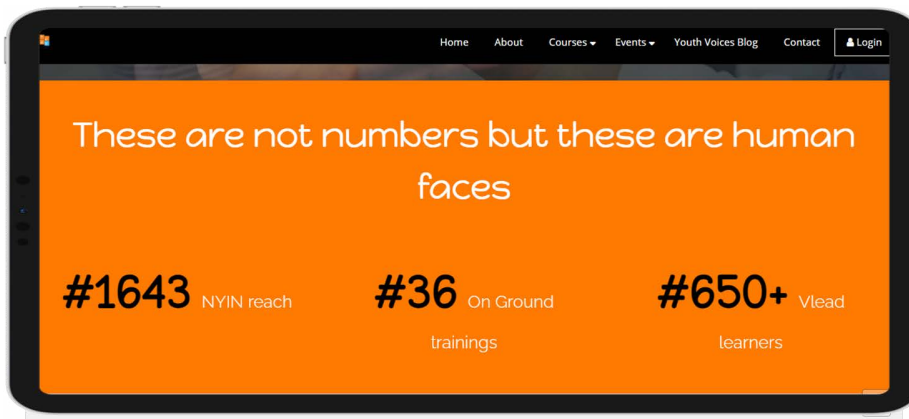 Home About Courses Events Youth Voices Blog Contact Login
These are not numbers but these are human
faces
#1643 NYIN reach #36 On Ground #650+ Vlead
trainings learners